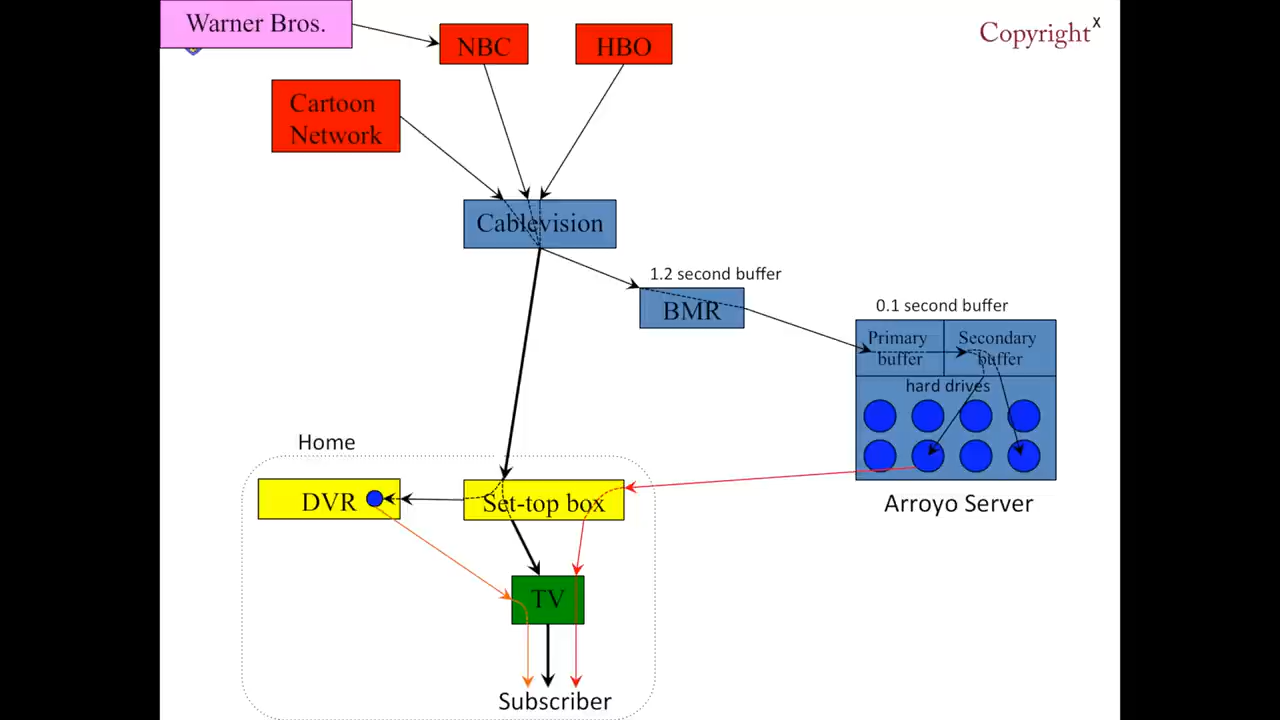 Warner Bros.
Copyrightˣ
NBC
HBO
Cartoon
Network
Cablevision
1.2 second buffer
BMR
0.1 second buffer
Primary
buffer
Secondary
buffer
hard drives
Home
DVR
Set-top box
Arroyo Server
TV
Subscriber